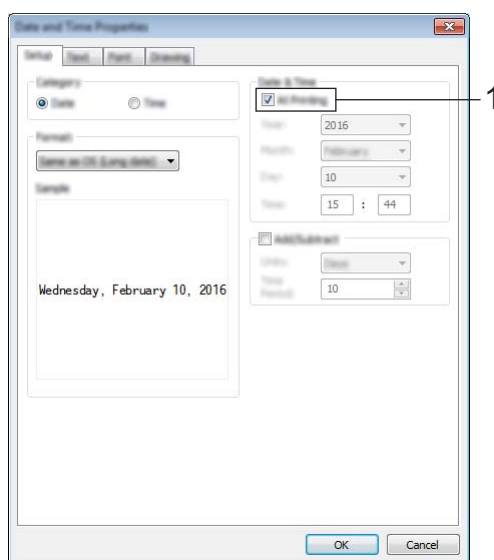 Date and Time Properties
Setup Text Font Drawing
Category
Date Time
Format:
Same as OS (Long date)
Sample
Wednesday, February 10, 2016
Date & Time
At Printing
1
Year: 2016
Month: February
Day: 10
Time: 15 : 44
Add/Subtract
Units: Days
Time Period: 10
OK Cancel